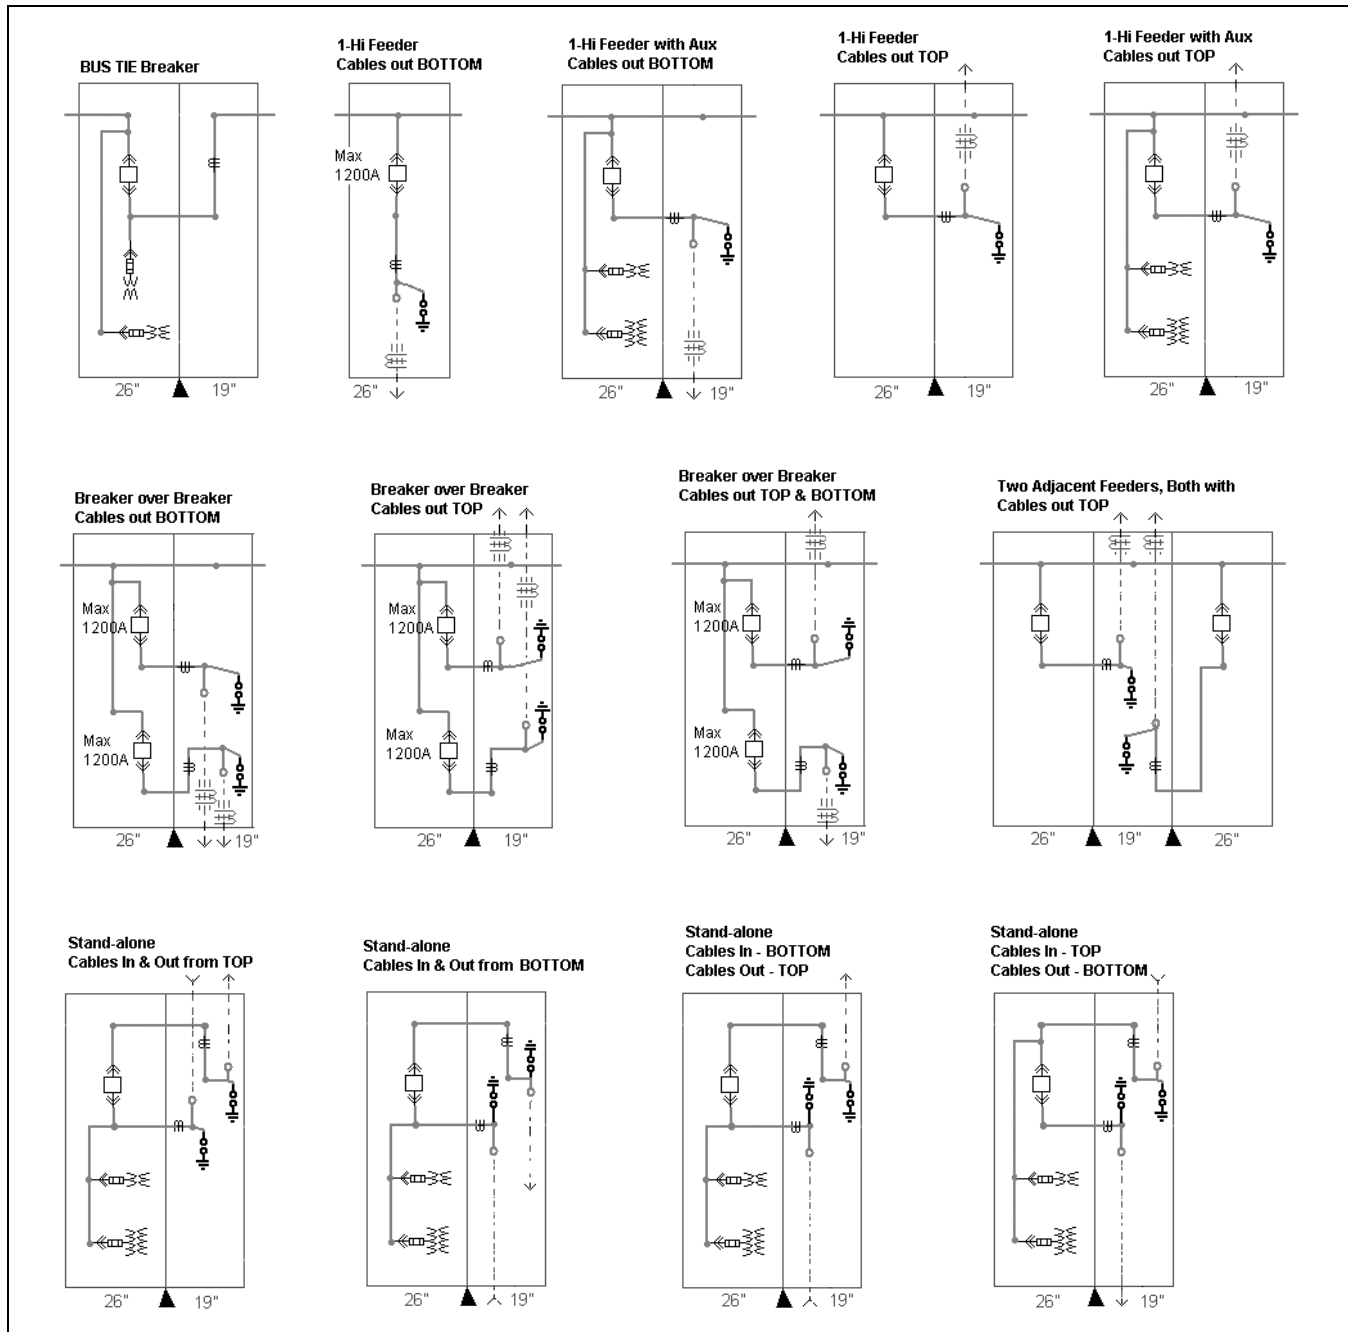 BUS TIE Breaker
26" 19"
1-Hi Feeder
Cables out BOTTOM
Max
1200A
26"
1-Hi Feeder with Aux
Cables out BOTTOM
26" 19"
1-Hi Feeder
Cables out TOP
26" 19"
1-Hi Feeder with Aux
Cables out TOP
26" 19"
Breaker over Breaker
Cables out BOTTOM
Max
1200A
Max
1200A
26" 19"
Breaker over Breaker
Cables out TOP
Max
1200A
Max
1200A
26" 19"
Breaker over Breaker
Cables out TOP & BOTTOM
Max
1200A
Max
1200A
26" 19"
Two Adjacent Feeders, Both with
Cables out TOP
26" 19" 26"
Stand-alone
Cables In & Out from TOP
26" 19"
Stand-alone
Cables In & Out from BOTTOM
26" 19"
Stand-alone
Cables In - BOTTOM
Cables Out - TOP
26" 19"
Stand-alone
Cables In - TOP
Cables Out - BOTTOM
26" 19"